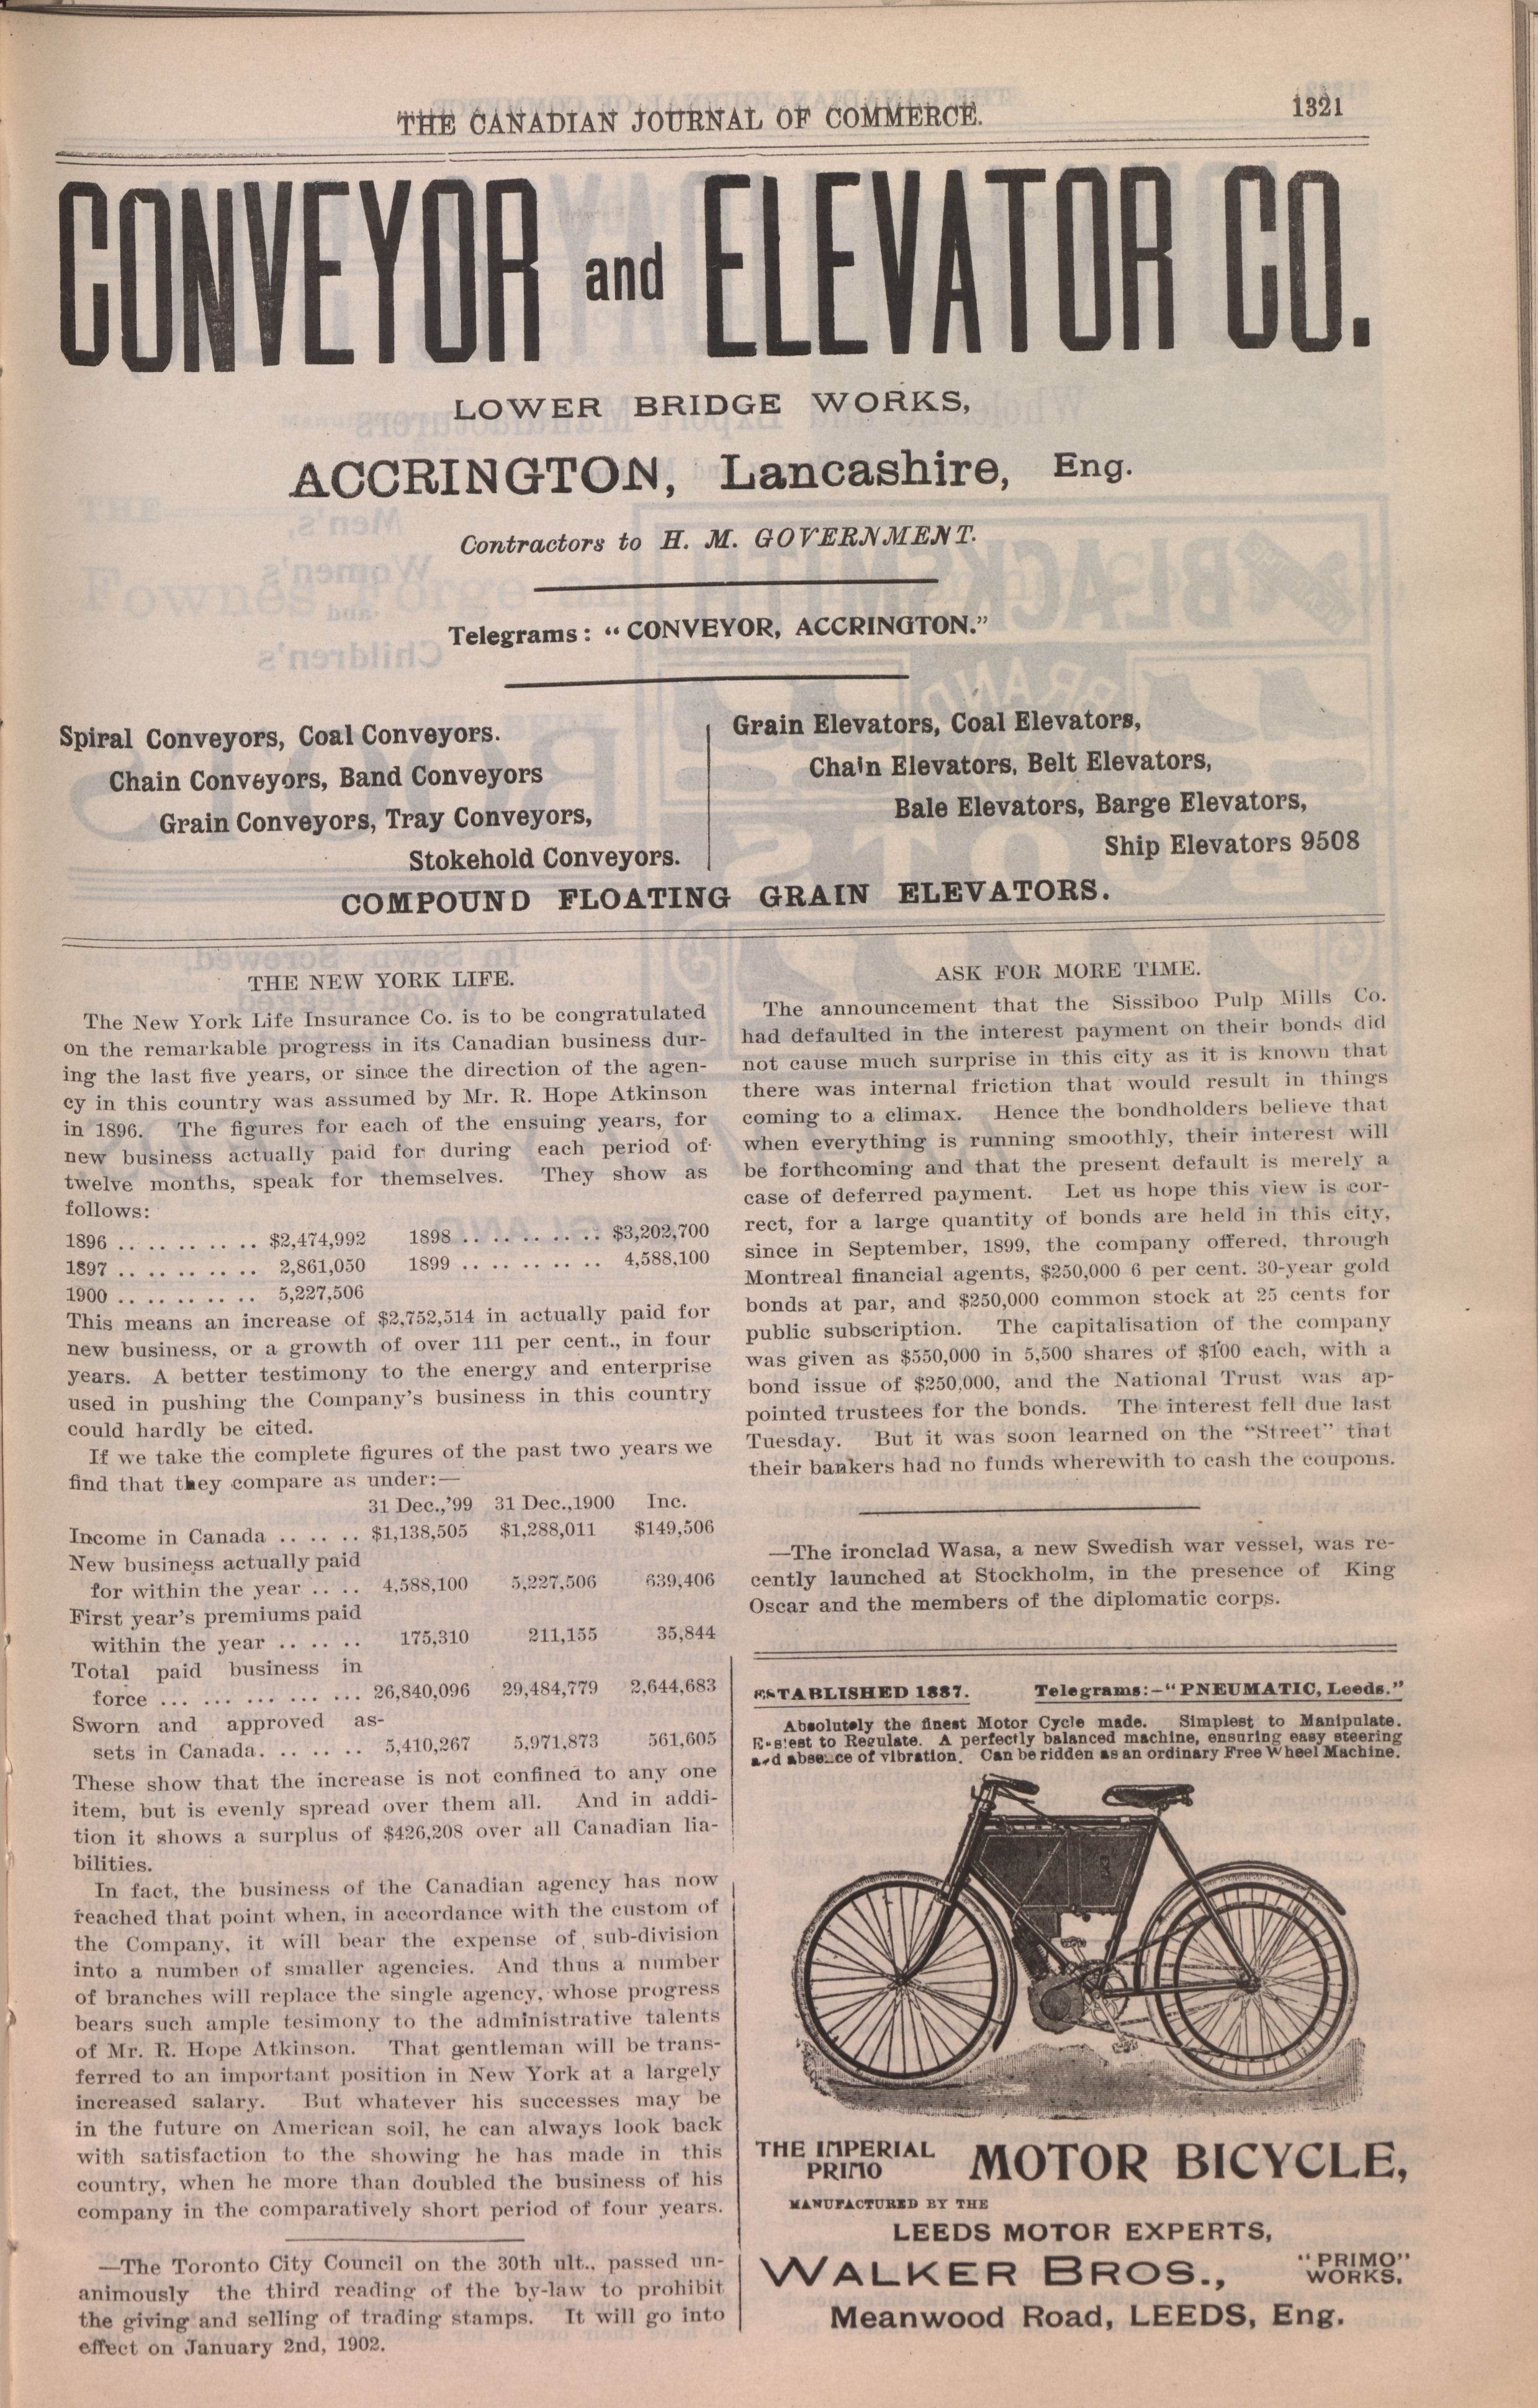 THE CANADIAN JOURNAL OF COMMERCE.
1321
CONVEYOR and ELEVATOR CO.
LOWER BRIDGE WORKS,
ACCRINGTON, Lancashire, Eng.
Contractors to H. M. GOVERNMENT.
Telegrams: "CONVEYOR, ACCRINGTON."
Spiral Conveyors, Coal Conveyors.
Chain Conveyors, Band Conveyors
Grain Conveyors, Tray Conveyors,
Stokehold Conveyors.
Grain Elevators, Coal Elevators,
Chain Elevators, Belt Elevators,
Bale Elevators, Barge Elevators,
Ship Elevators 9508
COMPOUND FLOATING GRAIN ELEVATORS.
THE NEW YORK LIFE.
The New York Life Insurance Co. is to be congratulated
on the remarkable progress in its Canadian business dur-
ing the last five years, or since the direction of the agen-
cy in this country was assumed by Mr. R. Hope Atkinson
in 1896. The figures for each of the ensuing years, for
new business actually paid for during each period of
twelve months, speak for themselves. They show as
follows:
1896 .. .. .. .. .. $2,474,992 1898 .. .. .. .. .. $3,202,700
1897 .. .. .. .. .. 2,861,050 1899 .. .. .. .. .. 4,588,100
1900 .. .. .. .. .. 5,227,506
This means an increase of $2,752,514 in actually paid for
new business, or a growth of over 111 per cent., in four
years. A better testimony to the energy and enterprise
used in pushing the Company's business in this country
could hardly be cited.
If we take the complete figures of the past two years we
find that they compare as under:—
31 Dec.,'99 31 Dec.,1900 Inc.
Income in Canada .. .. .. $1,138,505 $1,288,011 $149,506
New business actually paid
for within the year .. .. 4,588,100 5,227,506 639,406
First year's premiums paid
within the year .. .. .. 175,310 211,155 35,844
Total paid business in
force ... ... ... ... ... 26,840,096 29,484,779 2,644,683
Sworn and approved as-
sets in Canada. .. .. .. 5,410,267 5,971,873 561,605
These show that the increase is not confined to any one
item, but is evenly spread over them all. And in addi-
tion it shows a surplus of $426,208 over all Canadian lia-
bilities.
In fact, the business of the Canadian agency has now
reached that point when, in accordance with the custom of
the Company, it will bear the expense of sub-division
into a number of smaller agencies. And thus a number
of branches will replace the single agency, whose progress
bears such ample tesimony to the administrative talents
of Mr. R. Hope Atkinson. That gentleman will be trans-
ferred to an important position in New York at a largely
increased salary. But whatever his successes may be
in the future on American soil, he can always look back
with satisfaction to the showing he has made in this
country, when he more than doubled the business of his
company in the comparatively short period of four years.
—The Toronto City Council on the 30th ult., passed un-
animously the third reading of the by-law to prohibit
the giving and selling of trading stamps. It will go into
effect on January 2nd, 1902.
ASK FOR MORE TIME.
The announcement that the Sissiboo Pulp Mills Co.
had defaulted in the interest payment on their bonds did
not cause much surprise in this city as it is known that
there was internal friction that would result in things
coming to a climax. Hence the bondholders believe that
when everything is running smoothly, their interest will
be forthcoming and that the present default is merely a
case of deferred payment. Let us hope this view is cor-
rect, for a large quantity of bonds are held in this city,
since in September, 1899, the company offered, through
Montreal financial agents, $250,000 6 per cent. 30-year gold
bonds at par, and $250,000 common stock at 25 cents for
public subscription. The capitalisation of the company
was given as $550,000 in 5,500 shares of $100 each, with a
bond issue of $250,000, and the National Trust was ap-
pointed trustees for the bonds. The interest fell due last
Tuesday. But it was soon learned on the "Street" that
their bankers had no funds wherewith to cash the coupons.
—The ironclad Wasa, a new Swedish war vessel, was re-
cently launched at Stockholm, in the presence of King
Oscar and the members of the diplomatic corps.
ESTABLISHED 1887. Telegrams:—"PNEUMATIC, Leeds."
Absolutely the finest Motor Cycle made. Simplest to Manipulate.
Easiest to Regulate. A perfectly balanced machine, ensuring easy steering
and absence of vibration. Can be ridden as an ordinary Free Wheel Machine.
THE IMPERIAL
PRIMO
MOTOR BICYCLE,
MANUFACTURED BY THE
LEEDS MOTOR EXPERTS,
WALKER BROS., "PRIMO"
WORKS,
Meanwood Road, LEEDS, Eng.